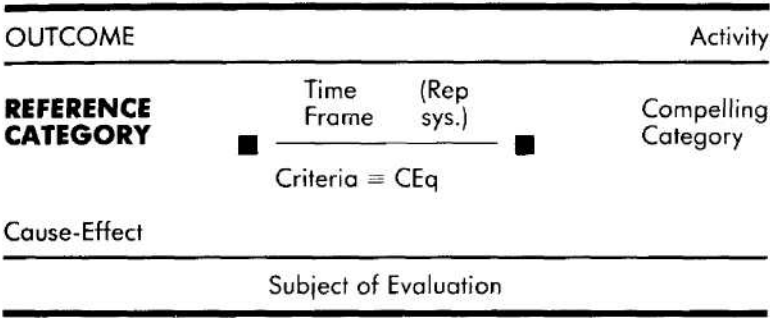 OUTCOME Activity
REFERENCE
CATEGORY
Time (Rep
Frame sys.)
Criteria ≡ CEq
Compelling
Category
Cause-Effect
Subject of Evaluation